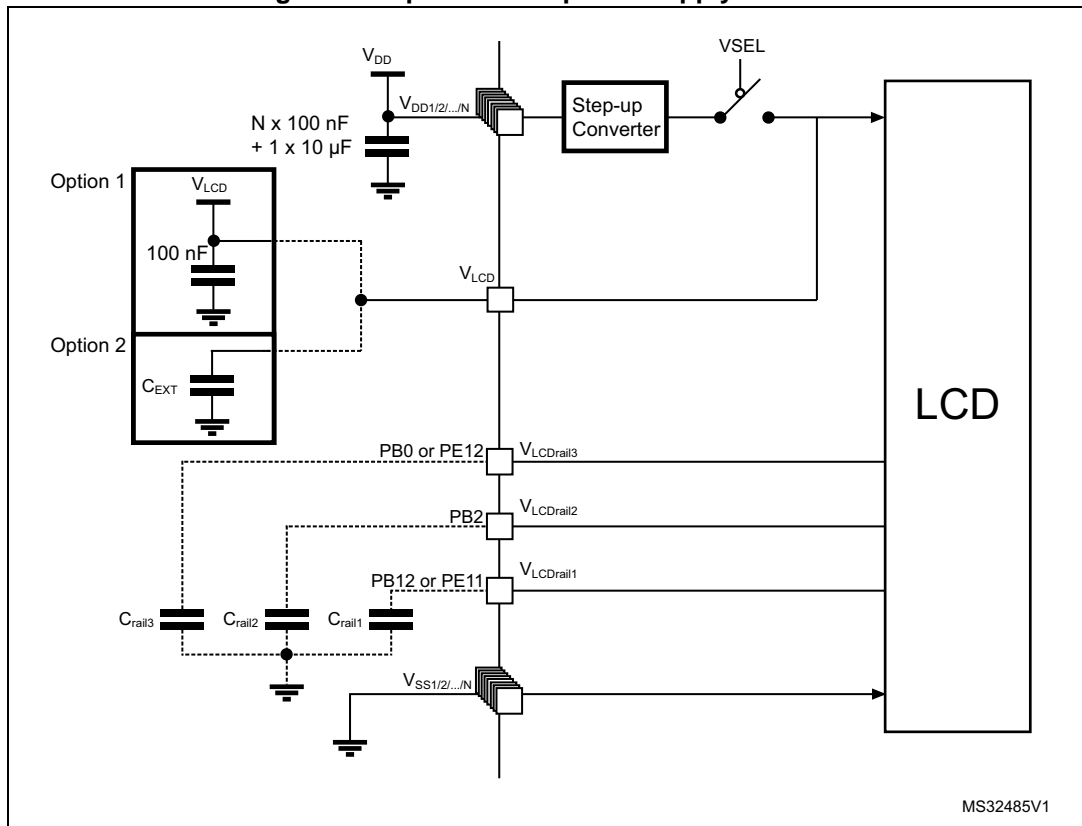 VSEL
VDD
VDD1/2/.../N
Step-up
Converter
N x 100 nF
+ 1 x 10 µF
Option 1
VLCD
100 nF
VLCD
Option 2
CEXT
LCD
PB0 or PE12
VLCDrail3
PB2
VLCDrail2
PB12 or PE11
VLCDrail1
Crail3
Crail2
Crail1
VSS1/2/.../N
MS32485V1